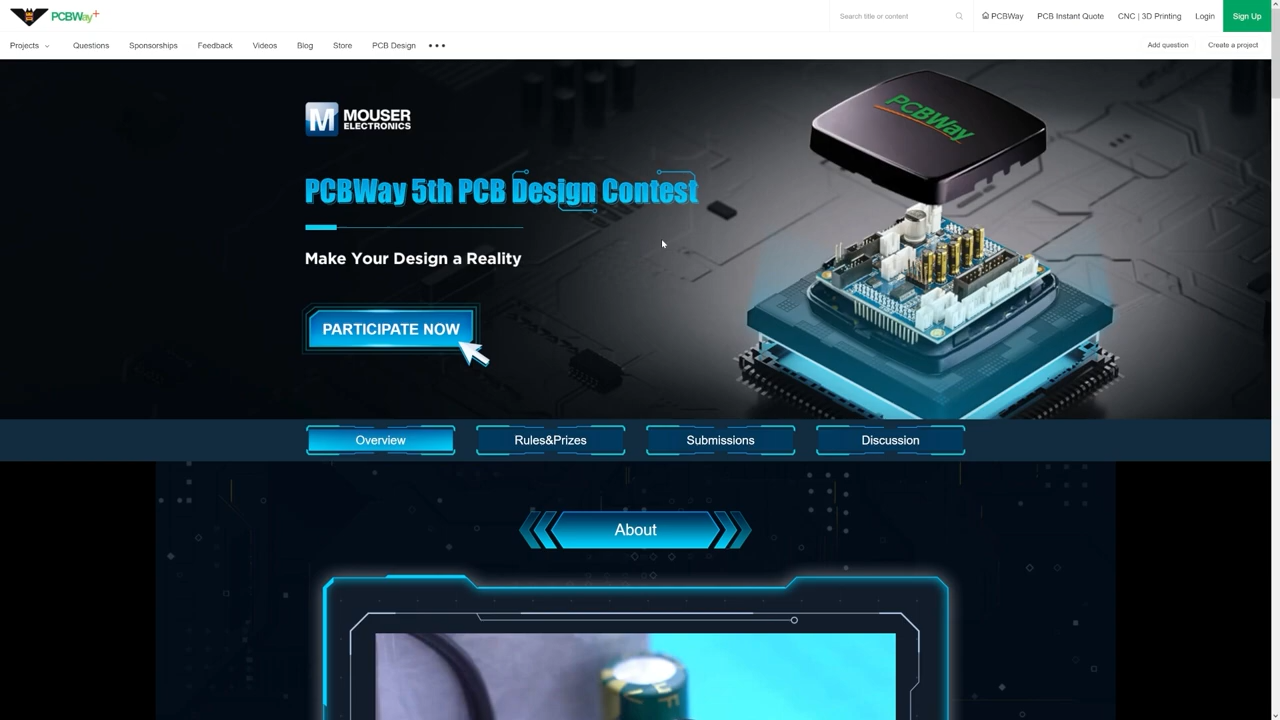 PCBWay+
Search title or content
PCBWay
PCB Instant Quote
CNC | 3D Printing
Login
Sign Up
Projects
Questions
Sponsorships
Feedback
Videos
Blog
Store
PCB Design
Add question
Create a project
M MOUSER
ELECTRONICS
PCBWay
PCBWay 5th PCB Design Contest
Make Your Design a Reality
PARTICIPATE NOW
Overview
Rules&Prizes
Submissions
Discussion
About